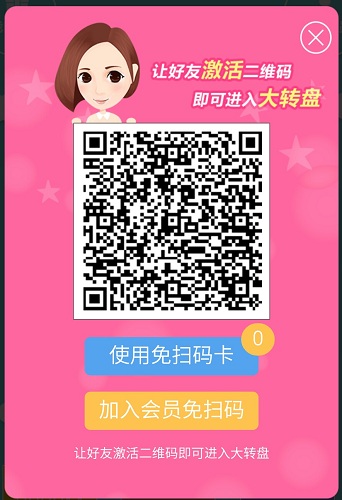 让好友激活二维码
即可进入大转盘
0
使用免扫码卡
加入会员免扫码
让好友激活二维码即可进入大转盘